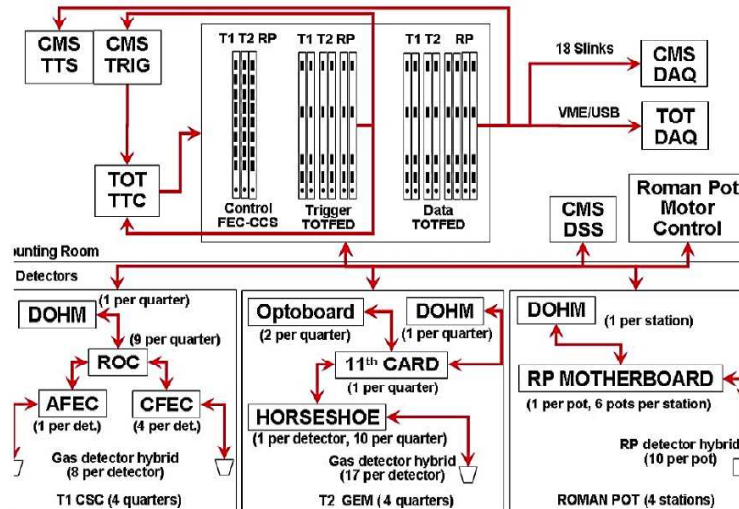 CMS
TTS
CMS
TRIG
T1 T2 RP
T1 T2 RP
T1 T2 RP
18 Slinks
CMS
DAQ
VME/USB
TOT
DAQ
TOT
TTC
Control
FEC-CCS
Trigger
TOTFED
Data
TOTFED
CMS
DSS
Roman Pot
Motor
Control
ounting Room
Detectors
(1 per quarter)
DOHM
(9 per quarter)
ROC
AFEC
CFEC
(1 per det.)
(4 per det.)
Gas detector hybrid
(8 per detector)
T1 CSC (4 quarters)
Optoboard
DOHM
(2 per quarter)
(1 per quarter)
11th CARD
(1 per quarter)
HORSESHOE
(1 per detector, 10 per quarter)
Gas detector hybrid
(17 per detector)
T2 GEM (4 quarters)
DOHM
(1 per station)
RP MOTHERBOARD
(1 per pot, 6 pots per station)
RP detector hybrid
(10 per pot)
ROMAN POT (4 stations)